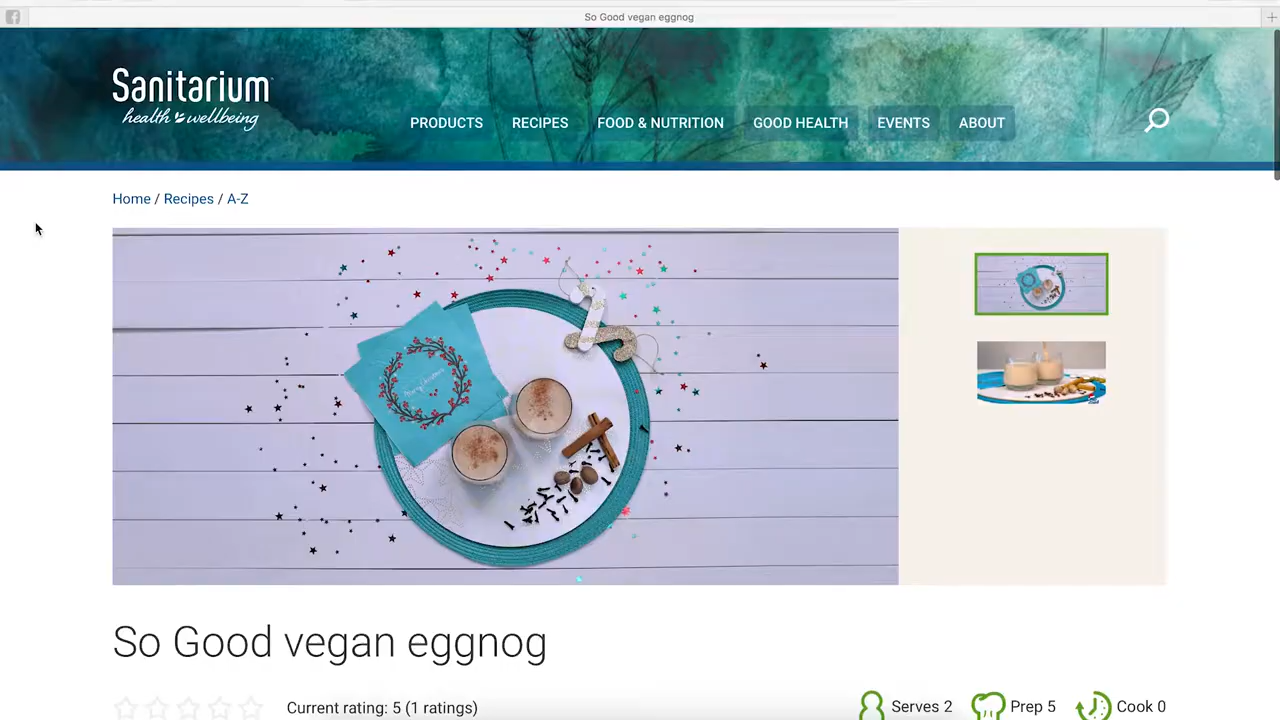 So Good vegan eggnog
Sanitarium
health wellbeing
PRODUCTS RECIPES FOOD & NUTRITION GOOD HEALTH EVENTS ABOUT
Home / Recipes / A-Z
So Good vegan eggnog
Current rating: 5 (1 ratings)
Serves 2 Prep 5 Cook 0